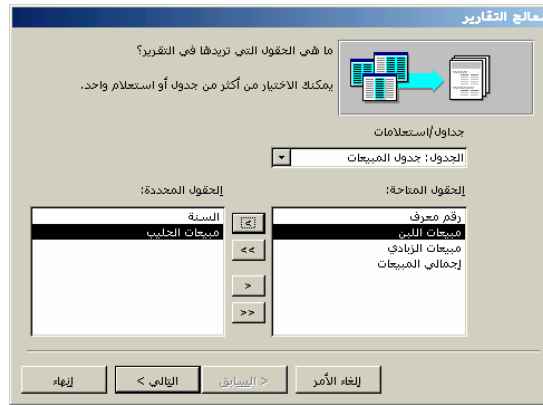 معالج التقارير
ما هي الحقول التي تريدها في التقرير؟
يمكنك الاختيار من أكثر من جدول أو استعلام واحد.
جداول/استعلامات
الجدول: جدول المبيعات
الحقول المتاحة:
رقم معرف
مبيعات اللبن
مبيعات الزبادي
إجمالي المبيعات
>
>>
<
<<
الحقول المحددة:
السنة
مبيعات الحليب
إلغاء الأمر
< السابق
التالي >
إنهاء